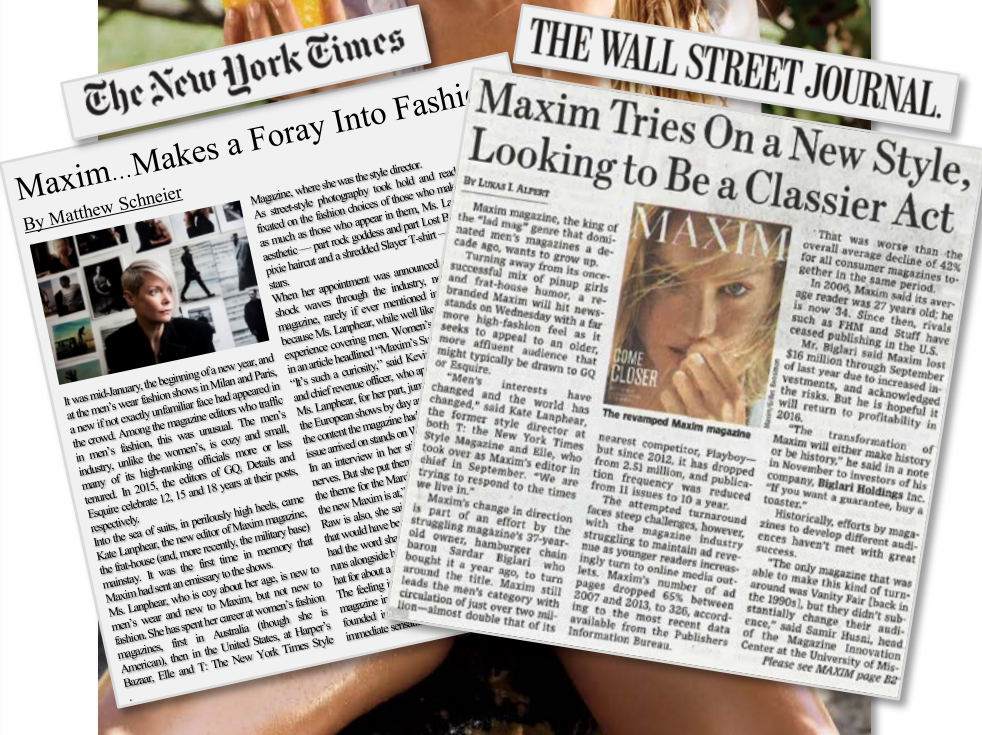 The New York Times
Maxim...Makes a Foray Into Fashi
By Matthew Schneier
It was mid-January, the beginning of a new year, and
at the men's wear fashion shows in Milan and Paris,
a new if not exactly unfamiliar face had appeared in
the crowd. Among the magazine editors who traffic
in men's fashion, this was unusual. The men's
industry, unlike the women's, is cozy and small,
many of its high-ranking officials more or less
tenured. In 2015, the editors of GQ, Details and
Esquire celebrate 12, 15 and 18 years at their posts,
respectively.
Into the sea of suits, in perilously high heels, came
Kate Lanphear, the new editor of Maxim magazine,
the frat-house (and, more recently, the military base)
mainstay. It was the first time in memory that
Maxim had sent an emissary to the shows.
Ms. Lanphear, who is coy about her age, is new to
men's wear and new to Maxim, but not new to
fashion. She has spent her career at women's fashion
magazines, first in Australia (though she is
American), then in the United States, at Harper's
Bazaar, Elle and T: The New York Times Style
Magazine, where she was the style director.
As street-style photography took hold and read
fixated on the fashion choices of those who mak
as much as those who appear in them, Ms. La
aesthetic — part rock goddess and part Lost B
pixie haircut and a shredded Slayer T-shirt —
stars.
When her appointment was announced
shock waves through the industry,
magazine, rarely if ever mentioned i
because Ms. Lanphear, while well like
experience covering men. Women's
in an article headlined "Maxim's Su
"It's such a curiosity," said Kevi
and chief revenue officer, who ap
Ms. Lanphear, for her part, jum
the European shows by day a
the content the magazine had
issue arrived on stands on
In an interview in her s
nerves. But she put then
the theme for the Marc
the new Maxim is at,"
Raw is also, she sai
that would have be
had the word she
runs alongside
hat for about a
The feeling i
magazine i
founded i
immediate sensa
THE WALL STREET JOURNAL.
Maxim Tries On a New Style,
Looking to Be a Classier Act
By LUKAS I. ALPERT
Maxim magazine, the king of
the "lad mag" genre that domi-
nated men's magazines a de-
cade ago, wants to grow up.
Turning away from its once-
successful mix of pinup girls
and frat-house humor, a re-
branded Maxim will hit news-
stands on Wednesday with a far
more high-fashion feel as it
seeks to appeal to an older,
more affluent audience that
might typically be drawn to GQ
or Esquire.
"Men's interests have
changed and the world has
changed," said Kate Lanphear,
the former style director at
both T: the New York Times
Style Magazine and Elle, who
took over as Maxim's editor in
chief in September. "We are
trying to respond to the times
we live in."
Maxim's change in direction
is part of an effort by the
struggling magazine's 37-year-
old owner, hamburger chain
baron Sardar Biglari who
bought it a year ago, to turn
around the title. Maxim still
leads the men's category with
circulation of just over two mil-
lion—almost double that of its
MAXIM
COME
CLOSER
The revamped Maxim magazine
nearest competitor, Playboy—
but since 2012, it has dropped
from 2.51 million, and publica-
tion frequency was reduced
from 11 issues to 10 a year.
The attempted turnaround
faces steep challenges, however,
with the magazine industry
struggling to maintain ad reve-
nue as younger readers increas-
ingly turn to online media out-
lets. Maxim's number of ad
pages dropped 65% between
2007 and 2013, to 326, accord-
ing to the most recent data
available from the Publishers
Information Bureau.
That was worse than the
overall average decline of 42%
for all consumer magazines to-
gether in the same period.
In 2006, Maxim said its aver-
age reader was 27 years old; he
is now 34. Since then, rivals
such as FHM and Stuff have
ceased publishing in the U.S.
Mr. Biglari said Maxim lost
$16 million through September
of last year due to increased in-
vestments, and acknowledged
the risks. But he is hopeful it
will return to profitability in
2016.
"The transformation of
Maxim will either make history
or be history," he said in a note
in November to investors of his
company, Biglari Holdings Inc.
"If you want a guarantee, buy a
toaster."
Historically, efforts by maga-
zines to develop different audi-
ences haven't met with great
success.
"The only magazine that was
able to make this kind of turn-
around was Vanity Fair [back in
the 1990s], but they didn't sub-
stantially change their audi-
ence," said Samir Husni, head
of the Magazine Innovation
Center at the University of Mis-
Please see MAXIM page B2